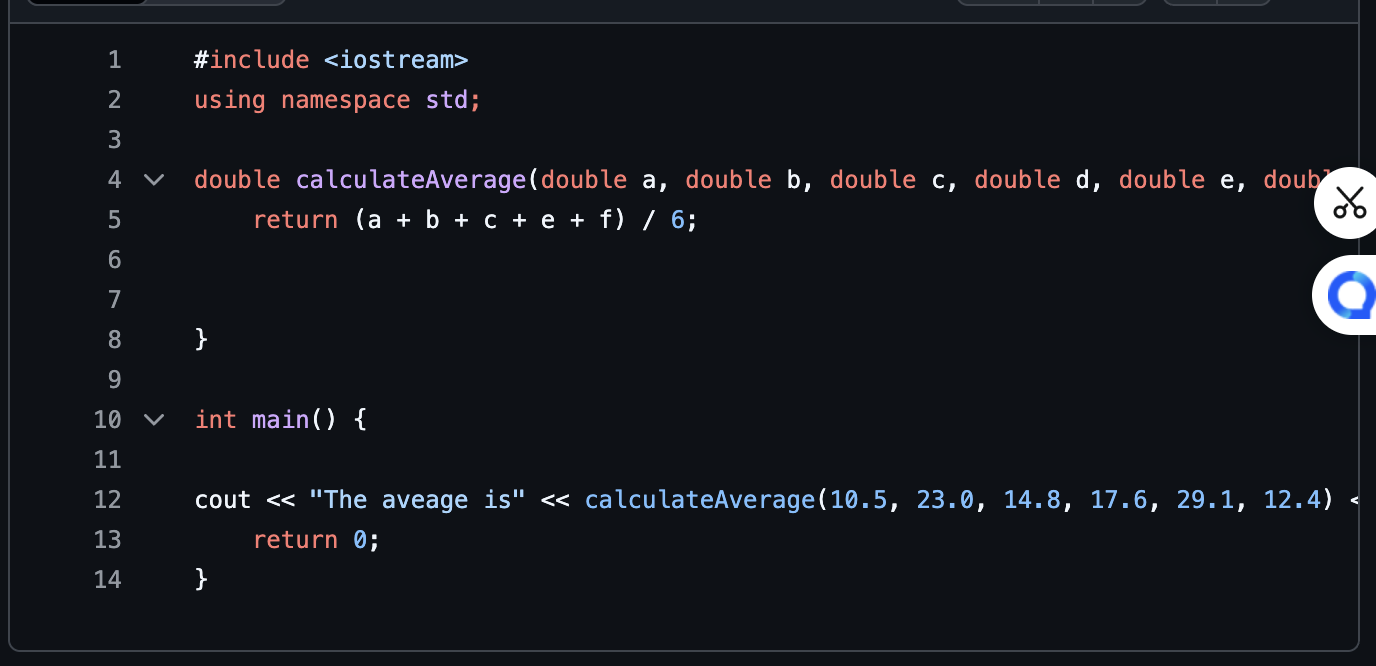 1 #include <iostream>
2 using namespace std;
3
4 double calculateAverage(double a, double b, double c, double d, double e,
5 return (a + b + c + e + f) / 6;
6
7
8 }
9
10 int main() {
11
12 cout << "The aveage is" << calculateAverage(10.5, 23.0, 14.8, 17.6, 29.1, 12.4) <
13 return 0;
14 }